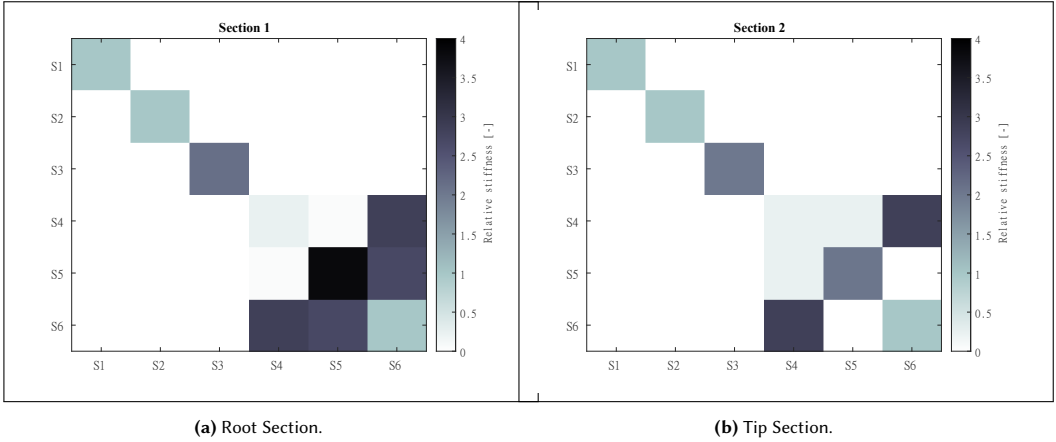 Section 1
S1
S2
S3
S4
S5
S6
S1 S2 S3 S4 S5 S6
4
3.5
3
2.5
2
1.5
1
0.5
0
Relative stiffness [-]
(a) Root Section.
Section 2
S1
S2
S3
S4
S5
S6
S1 S2 S3 S4 S5 S6
4
3.5
3
2.5
2
1.5
1
0.5
0
Relative stiffness [-]
(b) Tip Section.